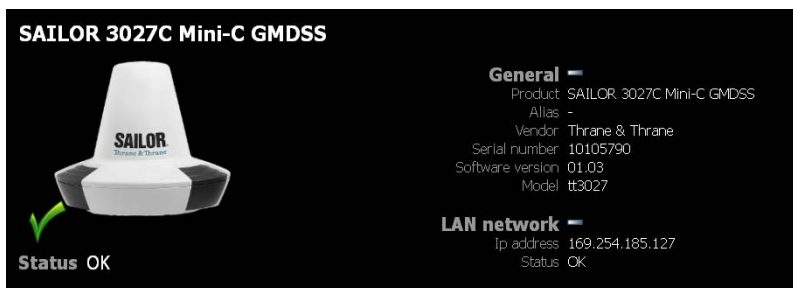 SAILOR 3027C Mini-C GMDSS
SAILOR
Thrane & Thrane
Status OK
General
Product SAILOR 3027C Mini-C GMDSS
Alias -
Vendor Thrane & Thrane
Serial number 10105790
Software version 01.03
Model tt3027
LAN network
Ip address 169.254.185.127
Status OK